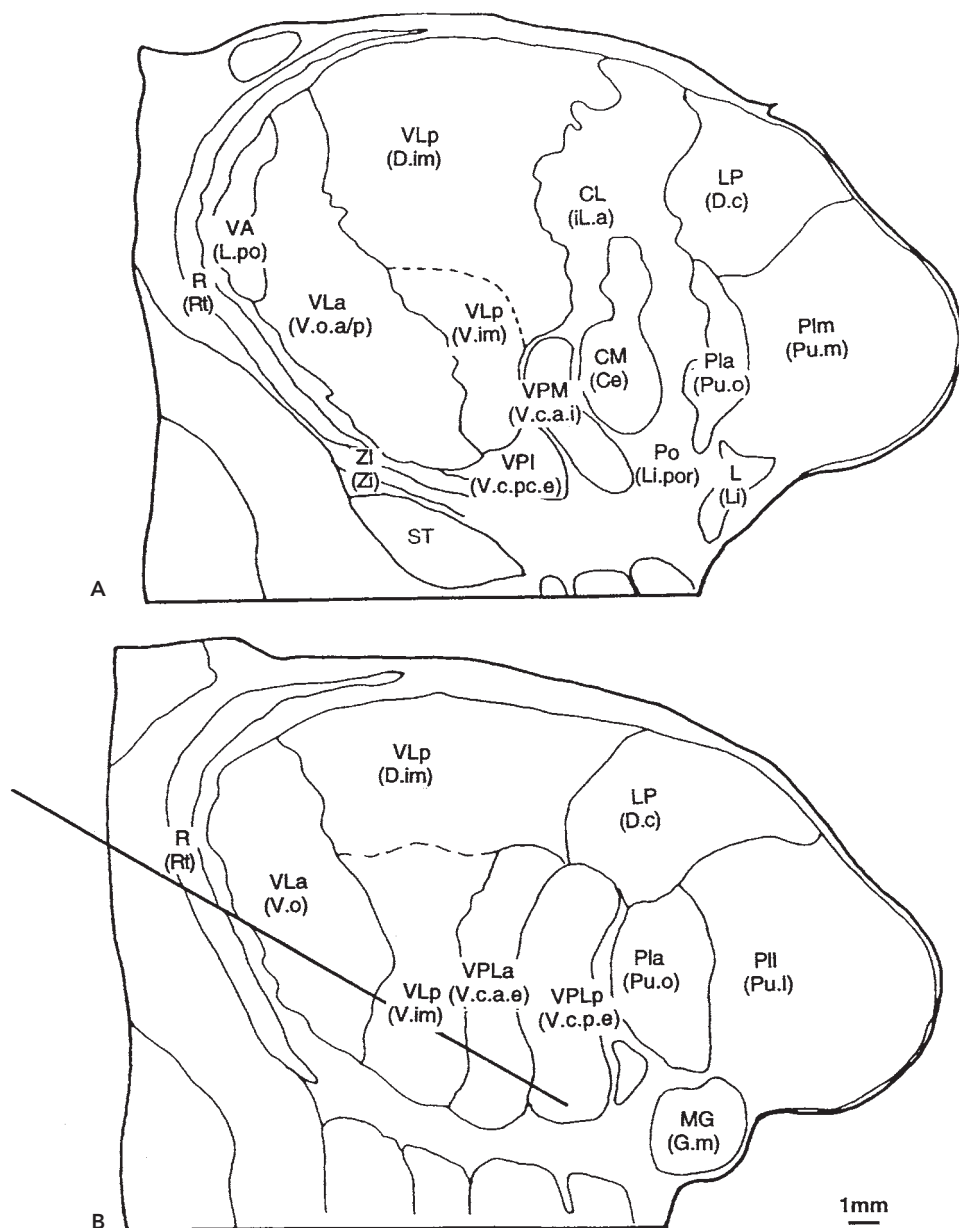 VLp
(D.im)
CL
(iL.a)
LP
(D.c)
VA
(L.po)
R
(Rt)
VLa
(V.o.a/p)
VLp
(V.im)
CM
(Ce)
VPM
(V.c.a.i)
Pla
(Pu.o)
Plm
(Pu.m)
ZI
(Zi)
VPI
(V.c.pc.e)
Po
(Li.por)
L
(Li)
ST
A
VLp
(D.im)
LP
(D.c)
R
(Rt)
VLa
(V.o)
VLp
(V.im)
VPLa
(V.c.a.e)
VPLp
(V.c.p.e)
Pla
(Pu.o)
Pll
(Pu.l)
MG
(G.m)
B
1mm